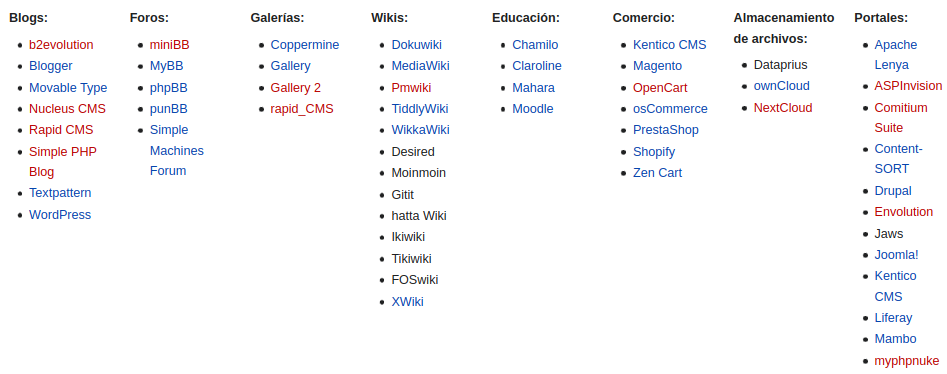 Blogs:
b2evolution
Blogger
Movable Type
Nucleus CMS
Rapid CMS
Simple PHP
Blog
Textpattern
WordPress
Foros:
miniBB
MyBB
phpBB
punBB
Simple
Machines
Forum
Galerías:
Coppermine
Gallery
Gallery 2
rapid_CMS
Wikis:
Dokuwiki
MediaWiki
Pmwiki
TiddlyWiki
WikkaWiki
Desired
Moinmoin
Gitit
hatta Wiki
Ikiwiki
Tikiwiki
FOSwiki
XWiki
Educación:
Chamilo
Claroline
Mahara
Moodle
Comercio:
Kentico CMS
Magento
OpenCart
osCommerce
PrestaShop
Shopify
Zen Cart
Almacenamiento
de archivos:
Dataprius
ownCloud
NextCloud
Portales:
Apache
Lenya
ASPInvision
Comitium
Suite
Content-
SORT
Drupal
Envolution
Jaws
Joomla!
Kentico
CMS
Liferay
Mambo
myphpnuke